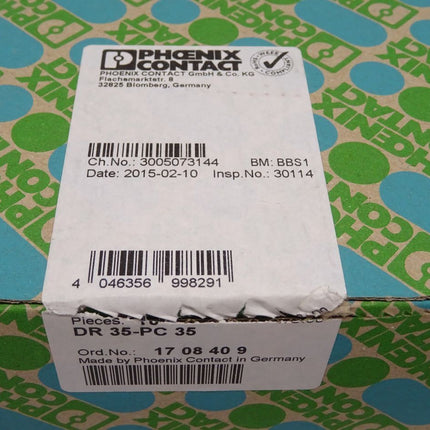 PHŒNIX
CONTACT
PHOENIX CONTACT GmbH & Co. KG
Flachsmarktstr. 8
32825 Blomberg, Germany
Ch.No.: 3005073144 BM: BBS1
Date: 2015-02-10 Insp.No.: 30114
4 046356 998291
Pieces:
DR 35-PC 35
Ord.No.: 17 08 40 9
Made by Phoenix Contact in Germany